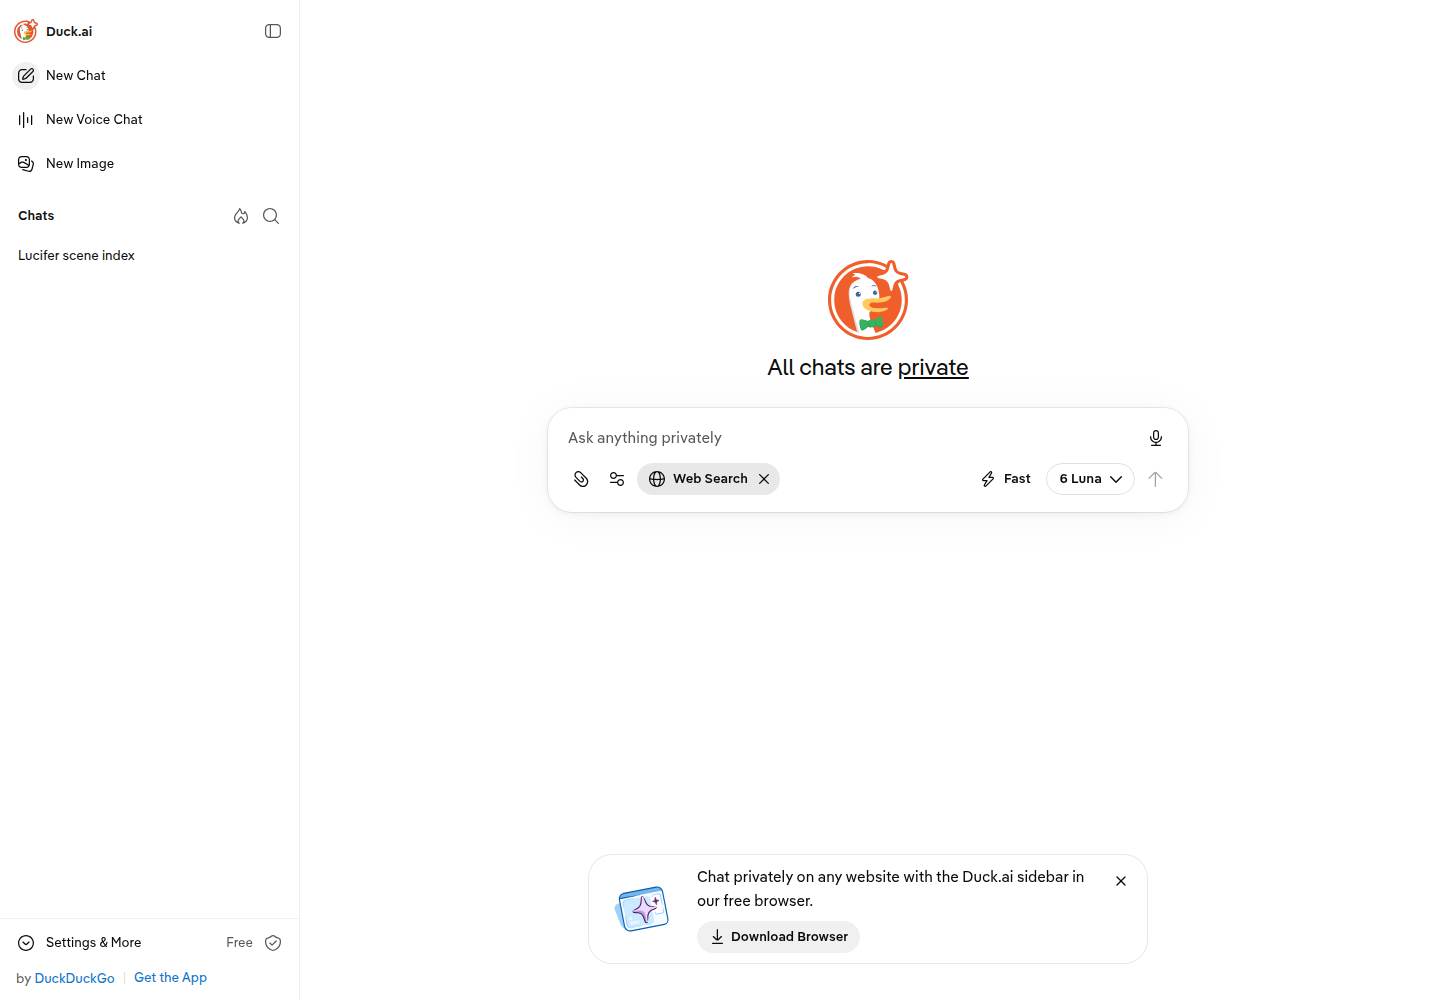 Duck.ai
New Chat
New Voice Chat
New Image
Chats
Lucifer scene index
All chats are private
Ask anything privately
Web Search
Fast
6 Luna
Chat privately on any website with the Duck.ai sidebar in
our free browser.
Download Browser
Settings & More
Free
by DuckDuckGo
Get the App